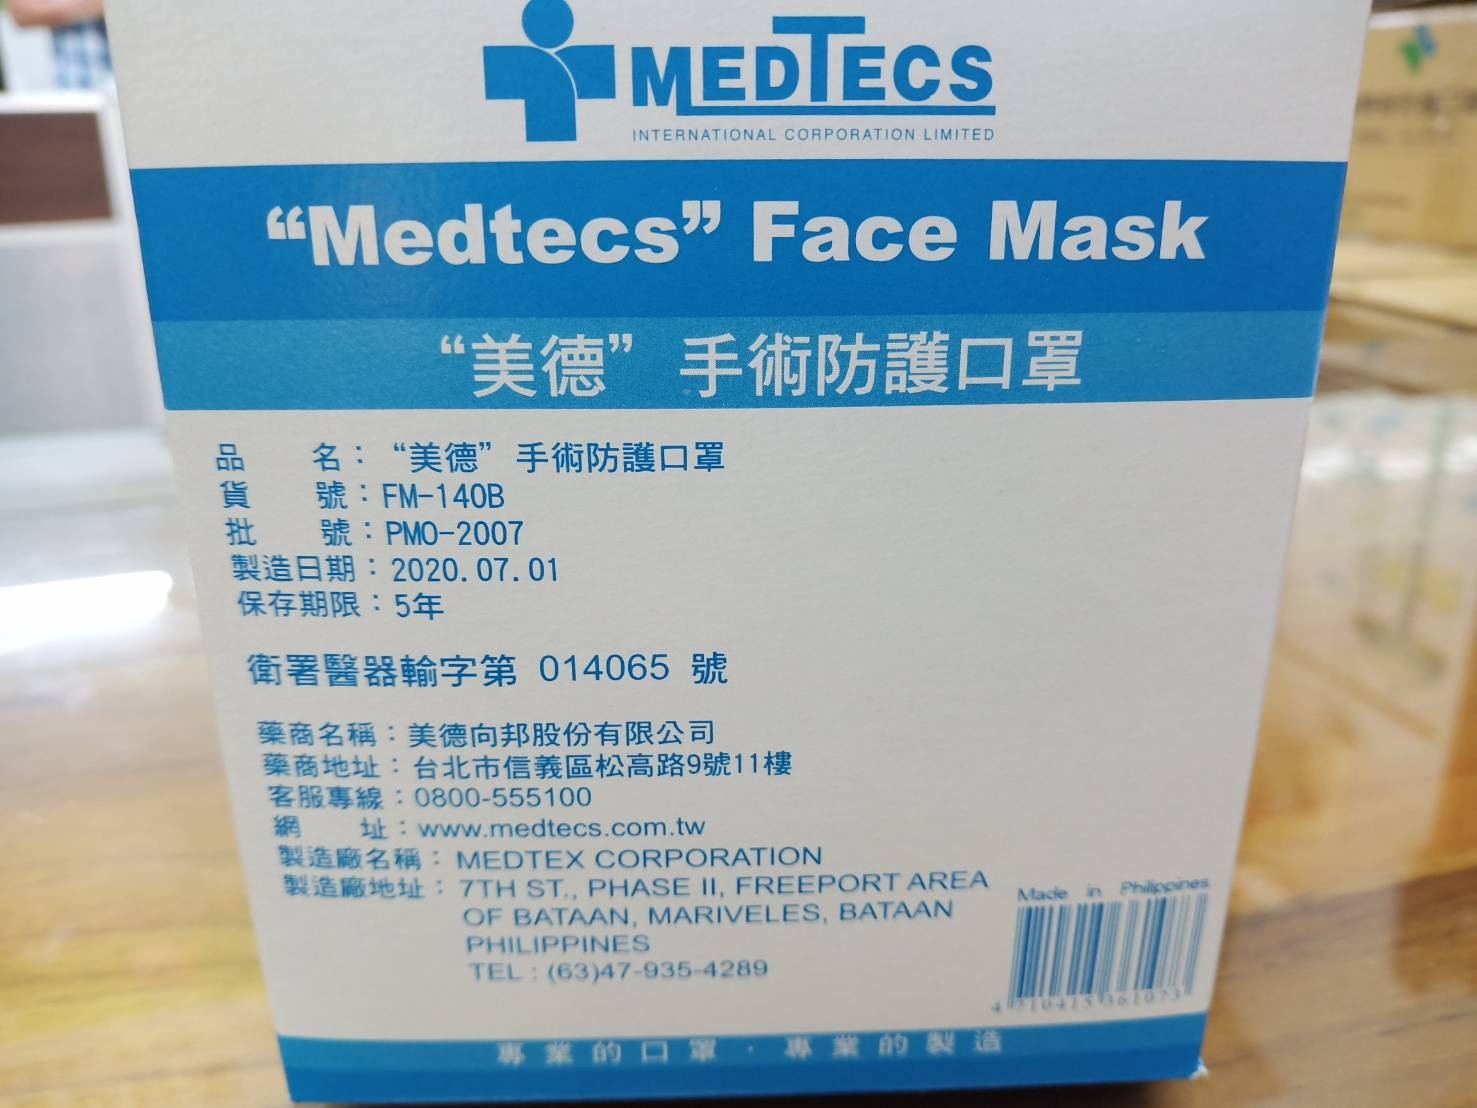 MEDTECS
INTERNATIONAL CORPORATION LIMITED
“Medtecs” Face Mask
“美德” 手術防護口罩
品 名：“美德” 手術防護口罩
貨 號：FM-140B
批 號：PMO-2007
製造日期：2020.07.01
保存期限：5年
衛署醫器輸字第 014065 號
藥商名稱：美德向邦股份有限公司
藥商地址：台北市信義區松高路9號11樓
客服專線：0800-555100
網 址：www.medtecs.com.tw
製造廠名稱：MEDTEX CORPORATION
製造廠地址：7TH ST., PHASE II, FREEPORT AREA
OF BATAAN, MARIVELES, BATAAN
PHILIPPINES
TEL : (63)47-935-4289
Made in Philippines
4 710415 361073
專業的口罩．專業的製造